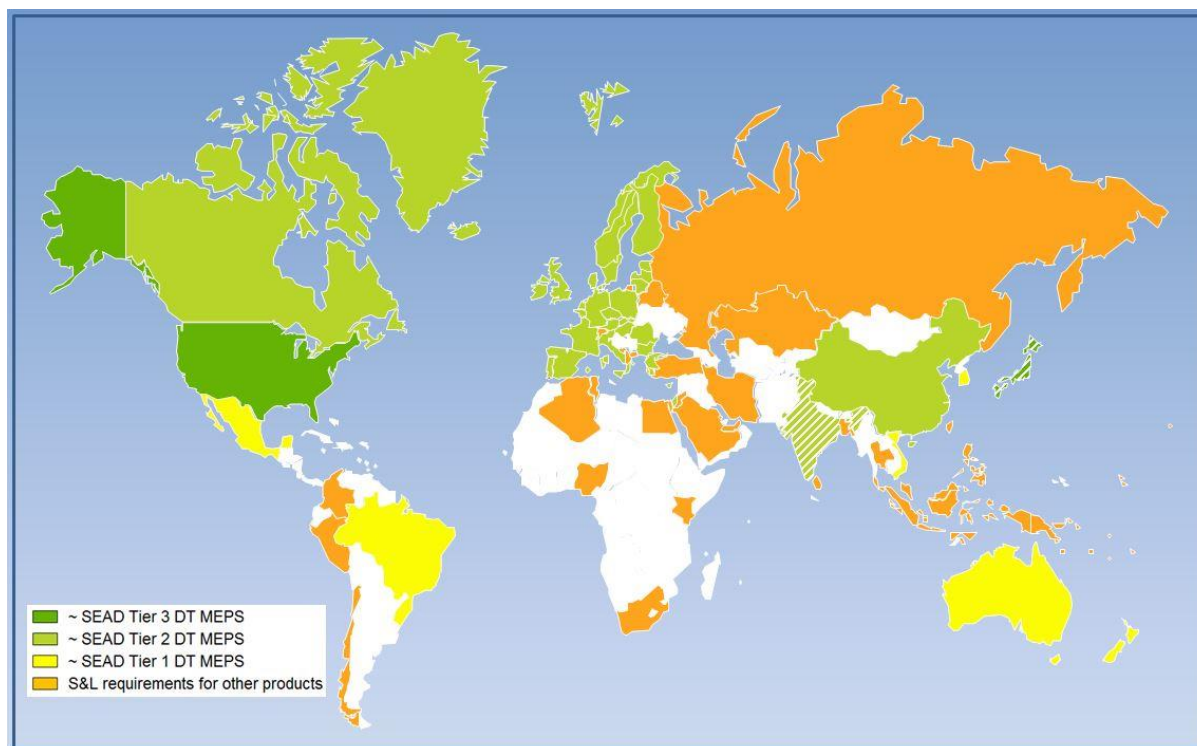 ~ SEAD Tier 3 DT MEPS
~ SEAD Tier 2 DT MEPS
~ SEAD Tier 1 DT MEPS
S&L requirements for other products